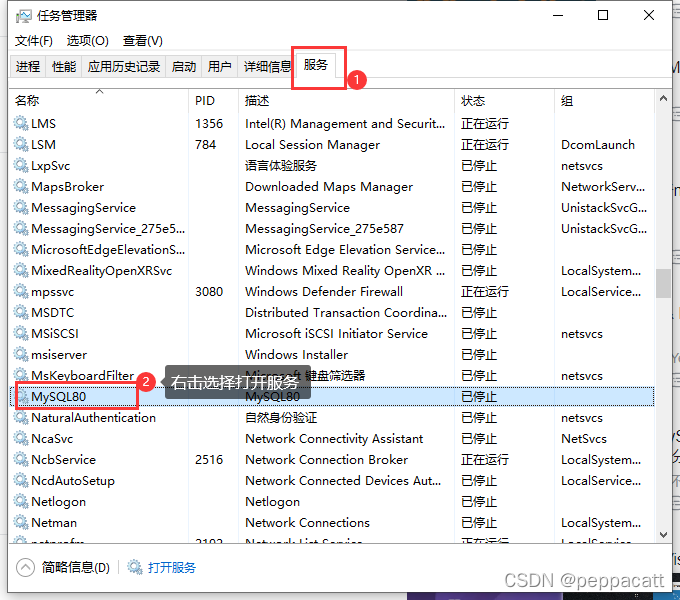 任务管理器
文件(F) 选项(O) 查看(V)
进程 性能 应用历史记录 启动 用户 详细信息 服务
1
名称 PID 描述 状态 组
LMS 1356 Intel(R) Management and Securit... 正在运行
LSM 784 Local Session Manager 正在运行 DcomLaunch
LxpSvc 语言体验服务 已停止 netsvcs
MapsBroker Downloaded Maps Manager 已停止 NetworkServ...
MessagingService MessagingService 已停止 UnistackSvcG...
MessagingService_275e5... MessagingService_275e587 已停止 UnistackSvcG...
MicrosoftEdgeElevationS... Microsoft Edge Elevation Service... 已停止
MixedRealityOpenXRSvc Windows Mixed Reality OpenXR ... 已停止 LocalSystem...
mpssvc 3080 Windows Defender Firewall 正在运行 LocalService...
MSDTC Distributed Transaction Coordina... 已停止
MSiSCSI Microsoft iSCSI Initiator Service 已停止 netsvcs
msiserver Windows Installer 已停止
MsKeyboardFilter Microsoft 键盘筛选器 已停止 netsvcs
2 右击选择打开服务
MySQL80 MySQL80 已停止
NaturalAuthentication 自然身份验证 已停止 netsvcs
NcaSvc Network Connectivity Assistant 已停止 NetSvcs
NcbService 2516 Network Connection Broker 正在运行 LocalSystem...
NcdAutoSetup Network Connected Devices Aut... 已停止 LocalService...
Netlogon Netlogon 已停止
Netman Network Connections 已停止 LocalSystem...
netprofm 2192 Network List Service 正在运行 LocalService...
简略信息(D) 打开服务
CSDN @peppacatt